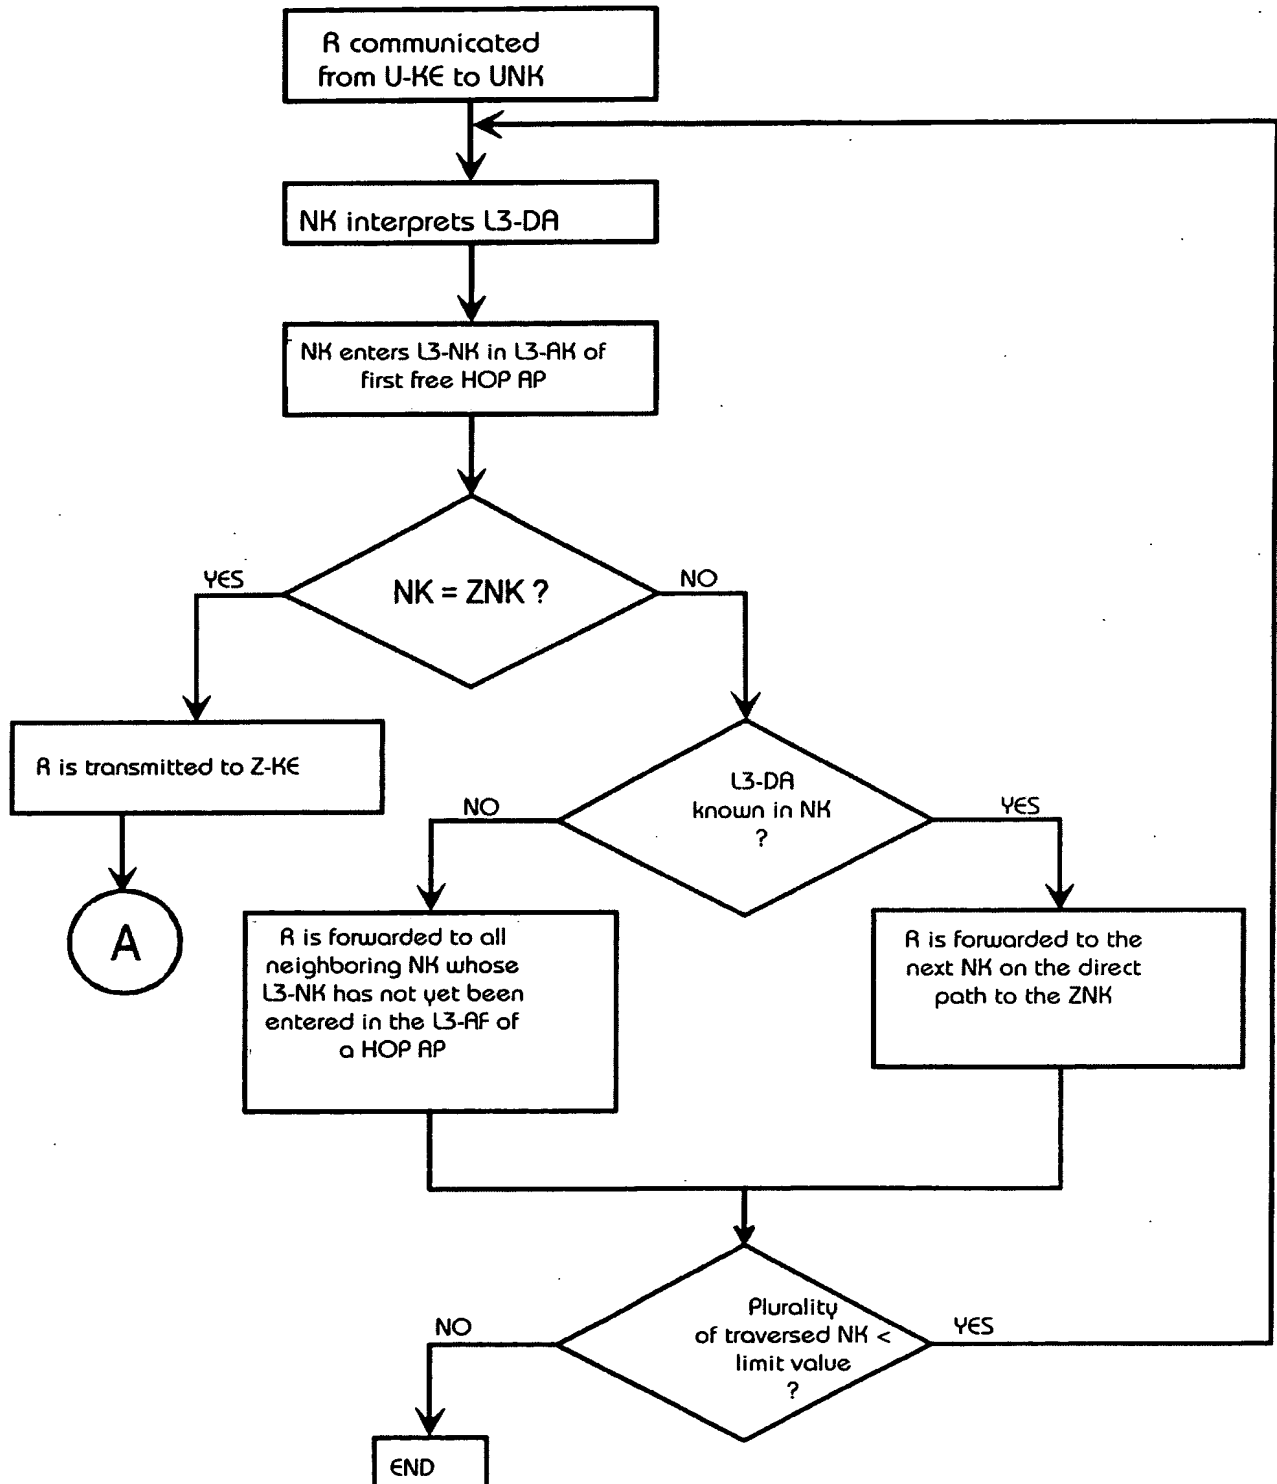 R communicated
from U-KE to UNK
NK interprets L3-DA
NK enters L3-NK in L3-AK of
first free HOP AP
NK = ZNK ?
YES
NO
R is transmitted to Z-KE
A
L3-DA
known in NK
?
NO
YES
R is forwarded to all
neighboring NK whose
L3-NK has not yet been
entered in the L3-AF of
a HOP AP
R is forwarded to the
next NK on the direct
path to the ZNK
Plurality
of traversed NK <
limit value
?
NO
YES
END